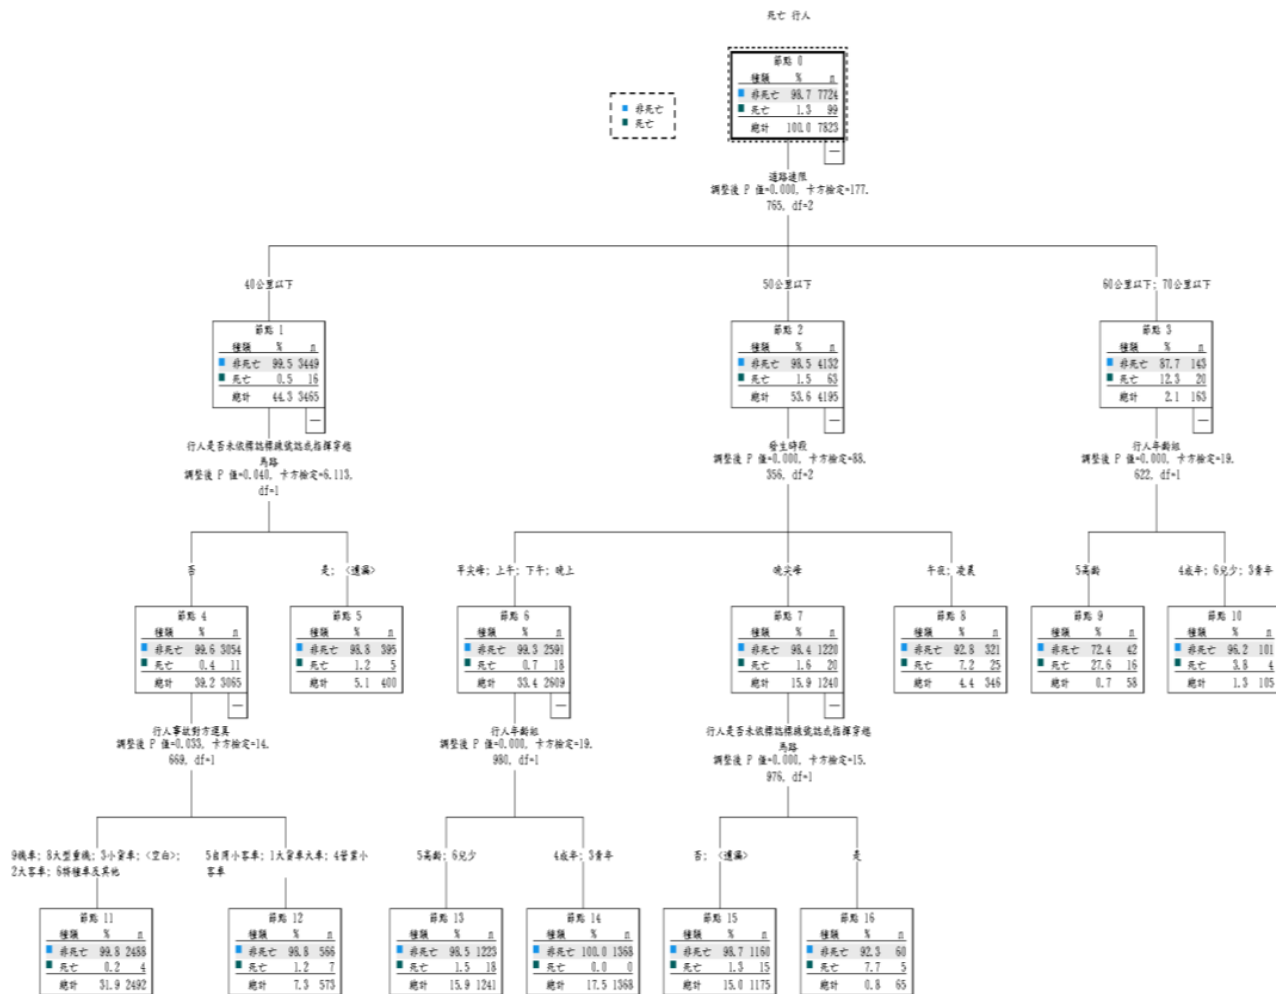 死亡 行人
非死亡
死亡
節點 0
種類 % n
非死亡 98.7 7724
死亡 1.3 99
總計 100.0 7823
道路速限
調整後 P 值=0.000, 卡方檢定=177.
765, df=2
40公里以下
50公里以下
60公里以下; 70公里以下
節點 1
種類 % n
非死亡 99.5 3449
死亡 0.5 16
總計 44.3 3465
節點 2
種類 % n
非死亡 98.5 4132
死亡 1.5 63
總計 53.6 4195
節點 3
種類 % n
非死亡 87.7 143
死亡 12.3 20
總計 2.1 163
行人是否未依標誌標線號誌或指揮穿越
馬路
調整後 P 值=0.040, 卡方檢定=6.113,
df=1
發生時段
調整後 P 值=0.000, 卡方檢定=88.
356, df=2
行人年齡組
調整後 P 值=0.000, 卡方檢定=19.
622, df=1
否
是; <遺漏>
早尖峰; 上午; 下午; 晚上
晚尖峰
午夜; 凌晨
5高齡
4成年; 6兒少; 3青年
節點 4
種類 % n
非死亡 99.6 3054
死亡 0.4 11
總計 39.2 3065
節點 5
種類 % n
非死亡 98.8 395
死亡 1.2 5
總計 5.1 400
節點 6
種類 % n
非死亡 99.3 2591
死亡 0.7 18
總計 33.4 2609
節點 7
種類 % n
非死亡 98.4 1220
死亡 1.6 20
總計 15.9 1240
節點 8
種類 % n
非死亡 92.8 321
死亡 7.2 25
總計 4.4 346
節點 9
種類 % n
非死亡 72.4 42
死亡 27.6 16
總計 0.7 58
節點 10
種類 % n
非死亡 96.2 101
死亡 3.8 4
總計 1.3 105
行人事故對方運具
調整後 P 值=0.033, 卡方檢定=14.
669, df=1
行人年齡組
調整後 P 值=0.000, 卡方檢定=19.
980, df=1
行人是否未依標誌標線號誌或指揮穿越
馬路
調整後 P 值=0.000, 卡方檢定=15.
976, df=1
9機車; 8大型重機; 3小貨車; <空白>;
2大客車; 6特種車及其他
5自用小客車; 1大貨車大車; 4營業小
客車
5高齡; 6兒少
4成年; 3青年
否; <遺漏>
是
節點 11
種類 % n
非死亡 99.8 2488
死亡 0.2 4
總計 31.9 2492
節點 12
種類 % n
非死亡 98.8 566
死亡 1.2 7
總計 7.3 573
節點 13
種類 % n
非死亡 98.5 1223
死亡 1.5 18
總計 15.9 1241
節點 14
種類 % n
非死亡 100.0 1368
死亡 0.0 0
總計 17.5 1368
節點 15
種類 % n
非死亡 98.7 1160
死亡 1.3 15
總計 15.0 1175
節點 16
種類 % n
非死亡 92.3 60
死亡 7.7 5
總計 0.8 65